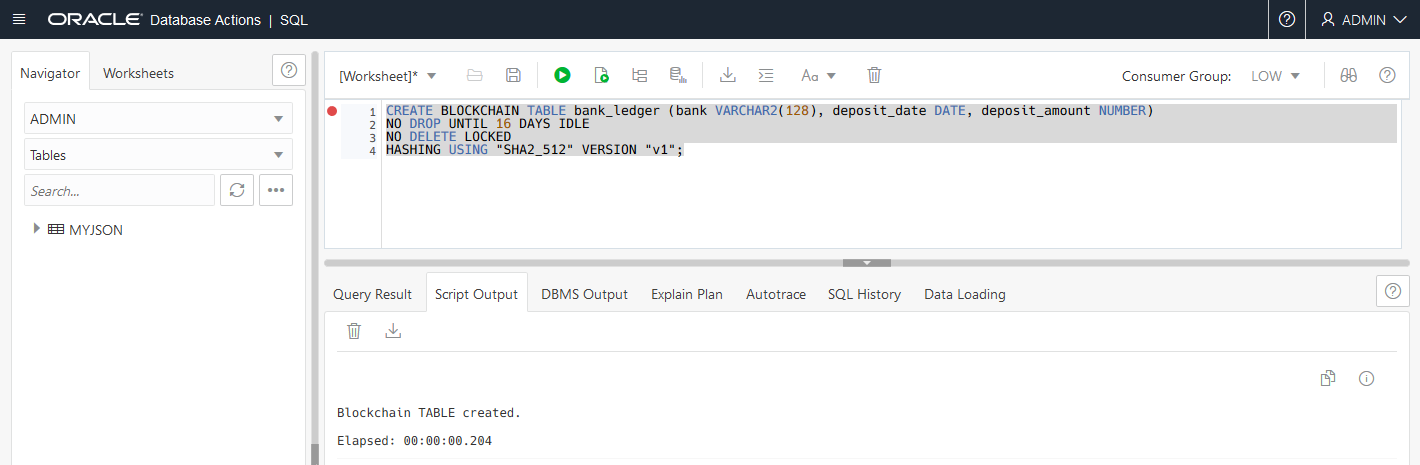 ORACLE Database Actions | SQL
ADMIN
Navigator
Worksheets
ADMIN
Tables
Search...
MYJSON
[Worksheet]*
Aa
Consumer Group: LOW
1 CREATE BLOCKCHAIN TABLE bank_ledger (bank VARCHAR2(128), deposit_date DATE, deposit_amount NUMBER)
2 NO DROP UNTIL 16 DAYS IDLE
3 NO DELETE LOCKED
4 HASHING USING "SHA2_512" VERSION "v1";
Query Result Script Output DBMS Output Explain Plan Autotrace SQL History Data Loading
Blockchain TABLE created.
Elapsed: 00:00:00.204